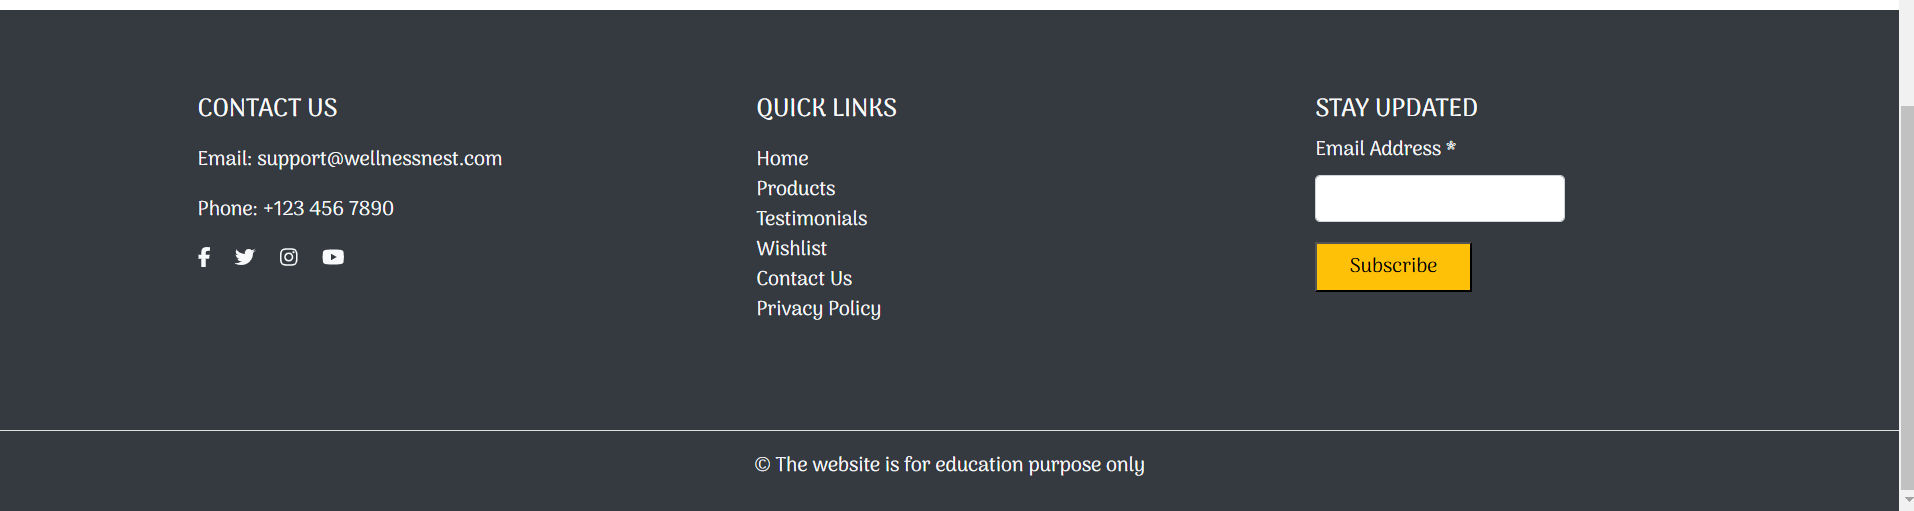 CONTACT US
Email: support@wellnessnest.com
Phone: +123 456 7890
QUICK LINKS
Home
Products
Testimonials
Wishlist
Contact Us
Privacy Policy
STAY UPDATED
Email Address *
Subscribe
© The website is for education purpose only